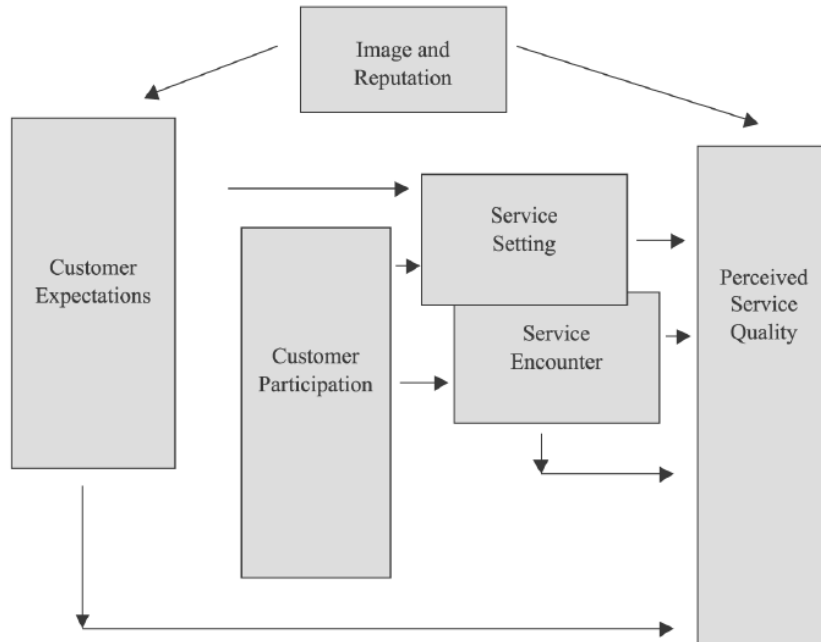 Image and
Reputation
Customer
Expectations
Customer
Participation
Service
Setting
Service
Encounter
Perceived
Service
Quality